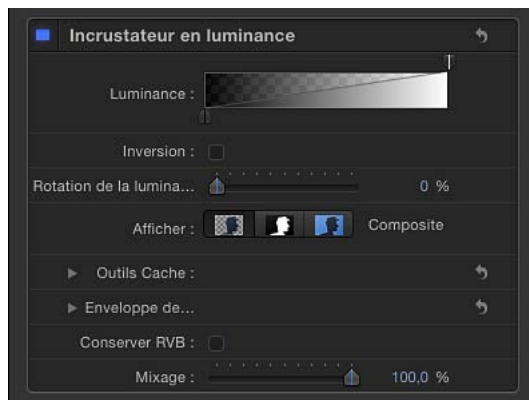 Incrustateur en luminance
Luminance :
Inversion :
Rotation de la lumina... 0 %
Afficher : Composite
Outils Cache :
Enveloppe de...
Conserver RVB :
Mixage : 100,0 %